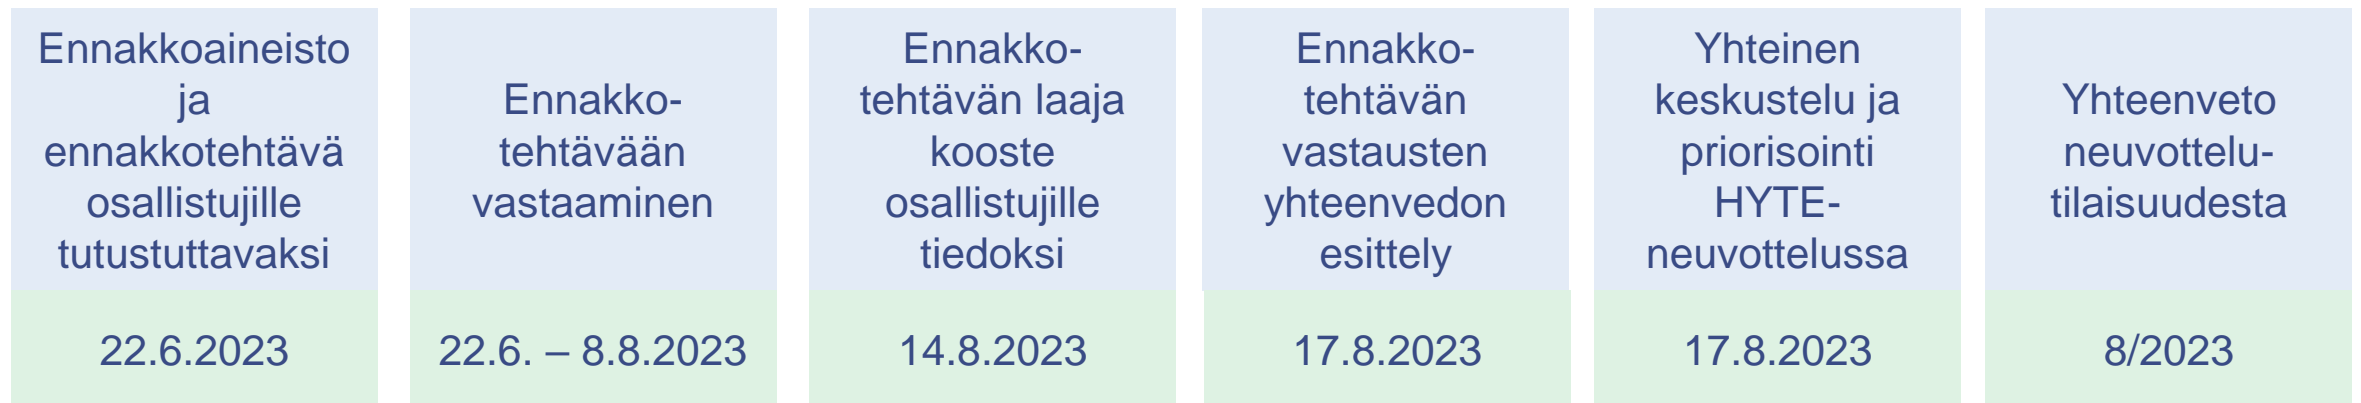 Ennakkoaineisto
ja
ennakkotehtävä
osallistujille
tutustuttavaksi
22.6.2023
Ennakko-
tehtävään
vastaaminen
22.6. – 8.8.2023
Ennakko-
tehtävän laaja
kooste
osallistujille
tiedoksi
14.8.2023
Ennakko-
tehtävän
vastausten
yhteenvedon
esittely
17.8.2023
Yhteinen
keskustelu ja
priorisointi
HYTE-
neuvottelussa
17.8.2023
Yhteenveto
neuvottelu-
tilaisuudesta
8/2023